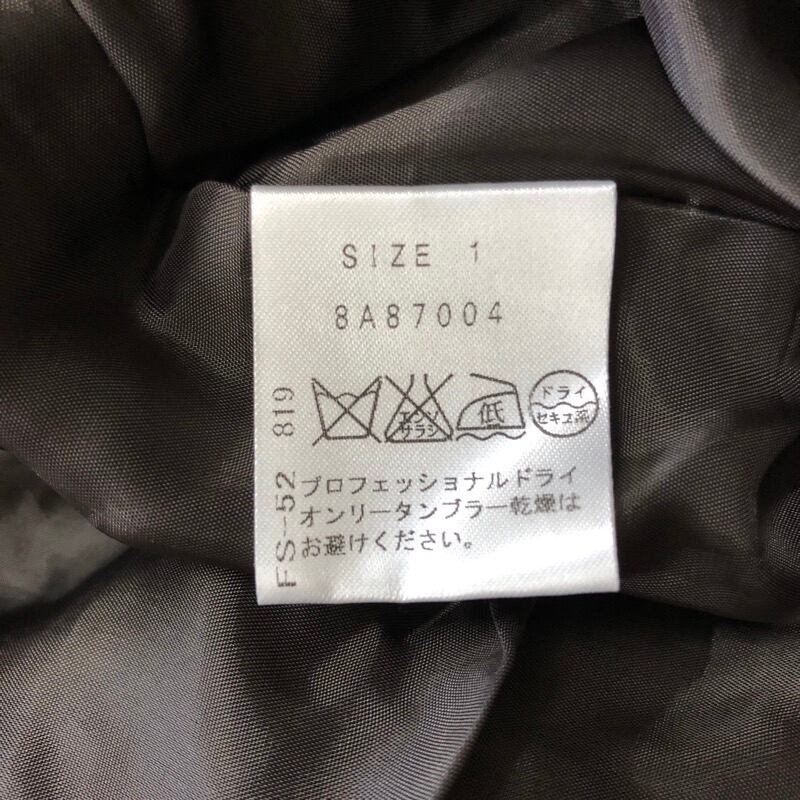 SIZE 1
8A87004
エンソ
サラシ
低
ドライ
セキユ系
プロフェッショナルドライ
オンリータンブラー乾燥は
お避けください。
FS-52 819